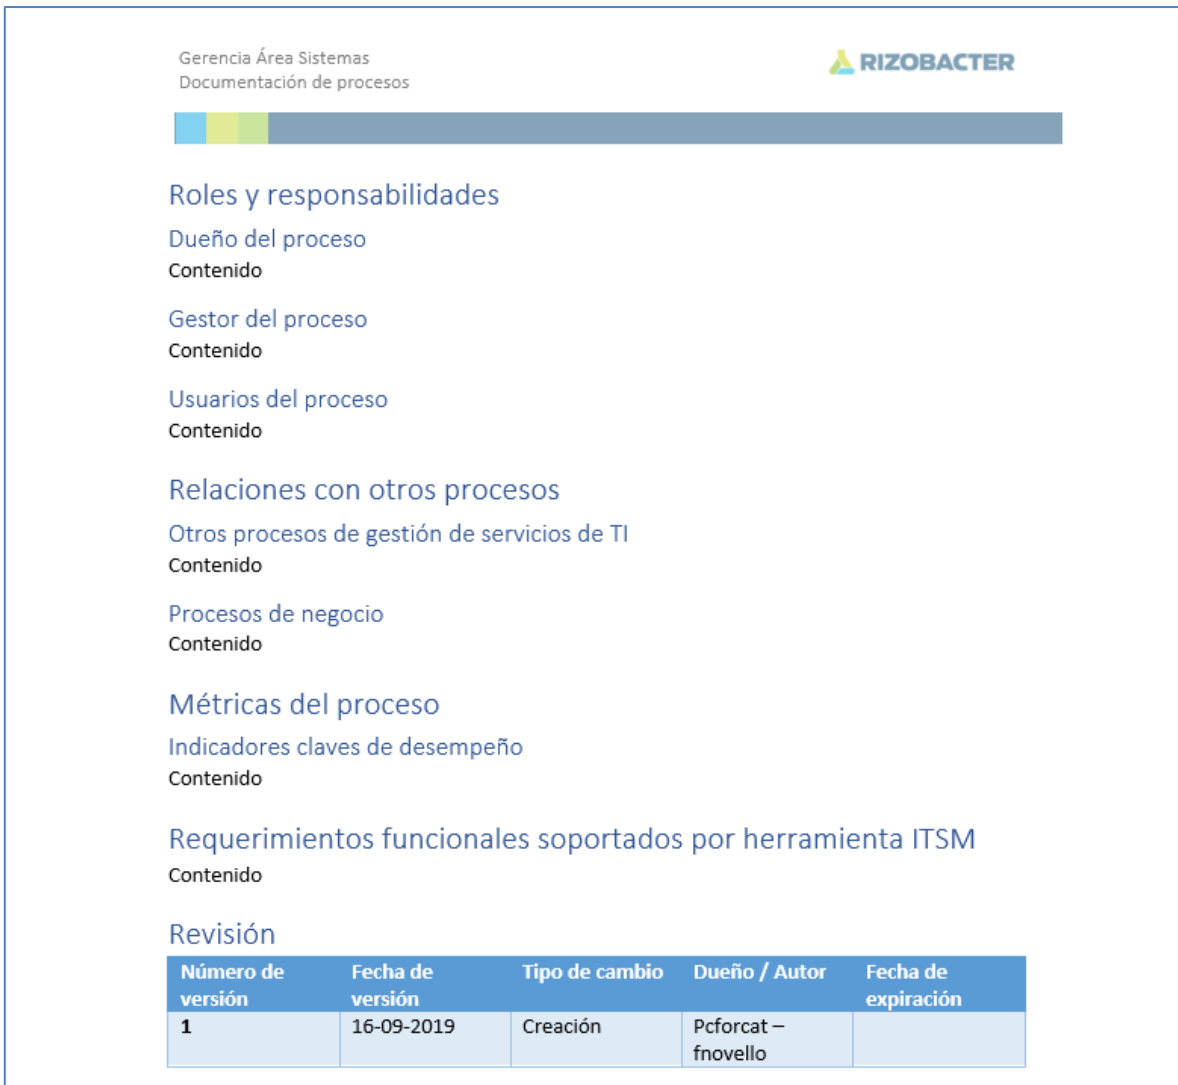 Gerencia Área Sistemas
Documentación de procesos
RIZOBACTER
Roles y responsabilidades
Dueño del proceso
Contenido
Gestor del proceso
Contenido
Usuarios del proceso
Contenido
Relaciones con otros procesos
Otros procesos de gestión de servicios de TI
Contenido
Procesos de negocio
Contenido
Métricas del proceso
Indicadores claves de desempeño
Contenido
Requerimientos funcionales soportados por herramienta ITSM
Contenido
Revisión
Número de versión Fecha de versión Tipo de cambio Dueño / Autor Fecha de expiración
1 16-09-2019 Creación Pcforcat – fnovello